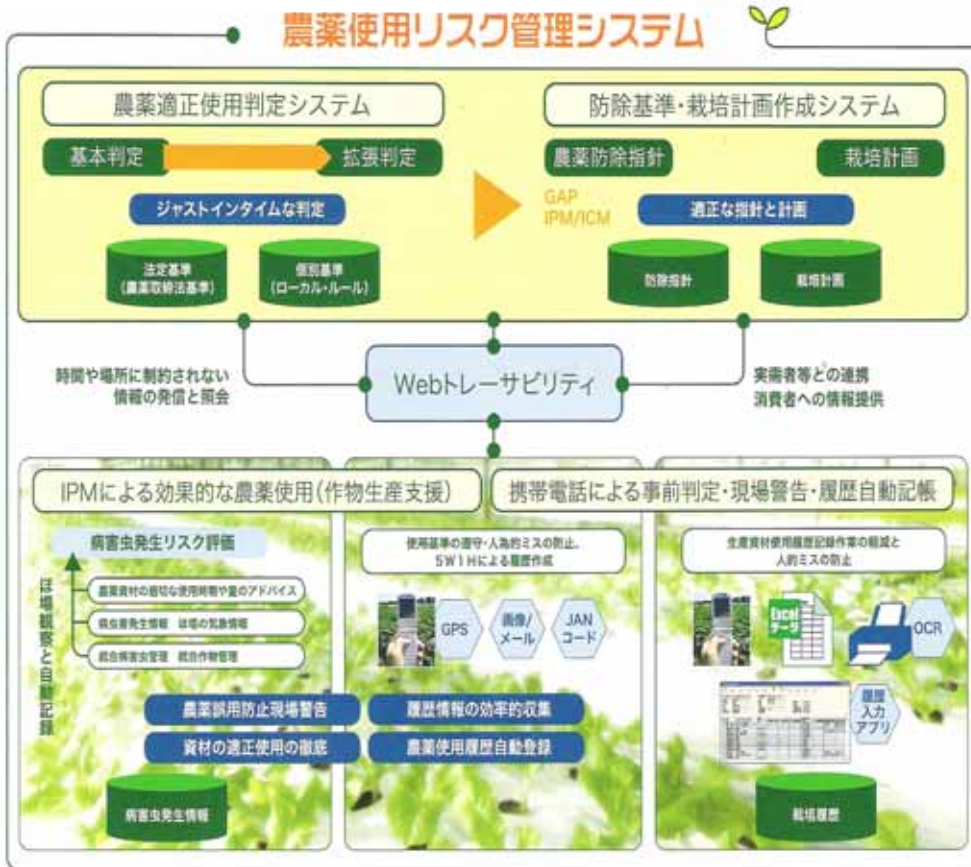 農薬使用リスク管理システム
農薬適正使用判定システム
基本判定
拡張判定
ジャストインタイムな判定
法定基準
(農薬取締法基準)
個別基準
(ローカル・ルール)
防除基準・栽培計画作成システム
農薬防除指針
栽培計画
GAP
IPM/ICM
適正な指針と計画
防除指針
栽培計画
時間や場所に制約されない
情報の発信と照会
Webトレーサビリティ
実需者等との連携
消費者への情報提供
IPMによる効果的な農薬使用(作物生産支援)
携帯電話による事前判定・現場警告・履歴自動記帳
病害虫発生リスク評価
農薬資材の適切な使用時期や量のアドバイス
病虫害発生情報 ほ場の気象情報
総合病害虫管理 総合作物管理
ほ場観察と自動記録
使用基準の遵守・人為的ミスの防止、
5W1Hによる履歴作成
GPS
画像/
メール
JAN
コード
生産資材使用履歴記録作業の軽減と
人的ミスの防止
Excel
データ
OCR
履歴
入力
アプリ
農薬誤用防止現場警告
履歴情報の効率的収集
資材の適正使用の徹底
農薬使用履歴自動登録
病害虫発生情報
栽培履歴